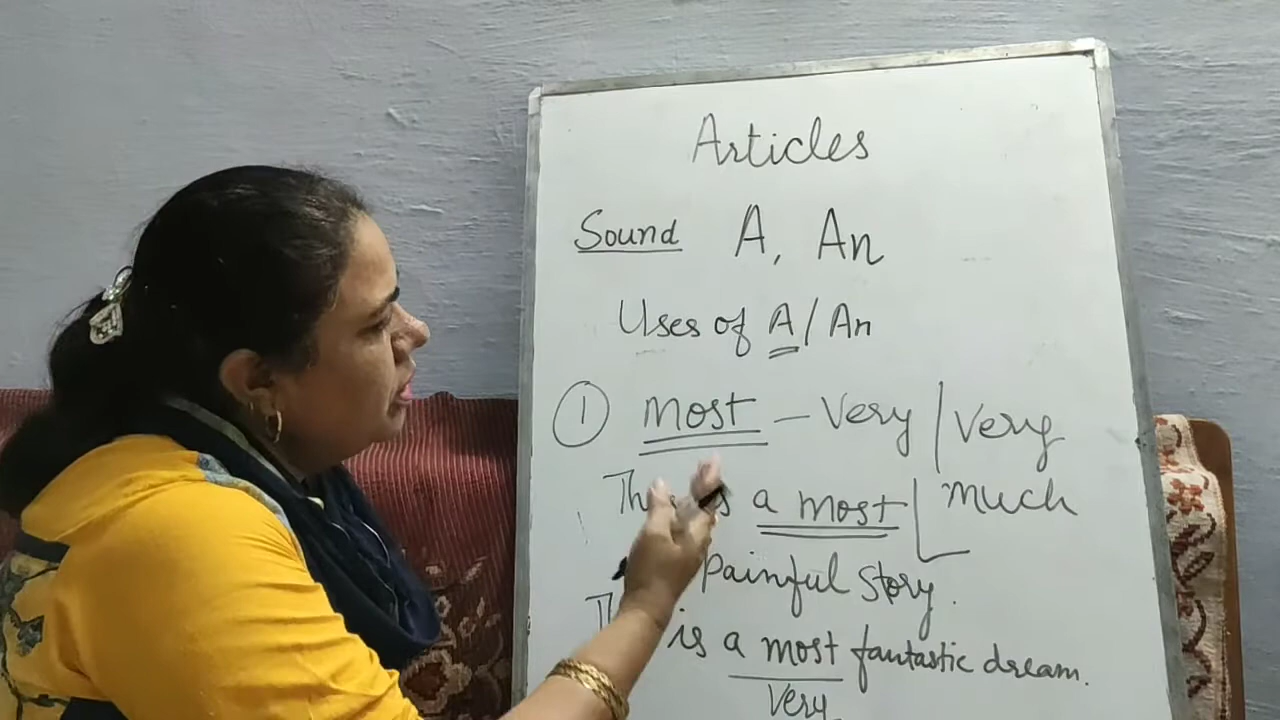 Articles
Sound A, An
Uses of A/An
① most – Very | Very
a most much
painful story.
is a most fantastic dream.
Very